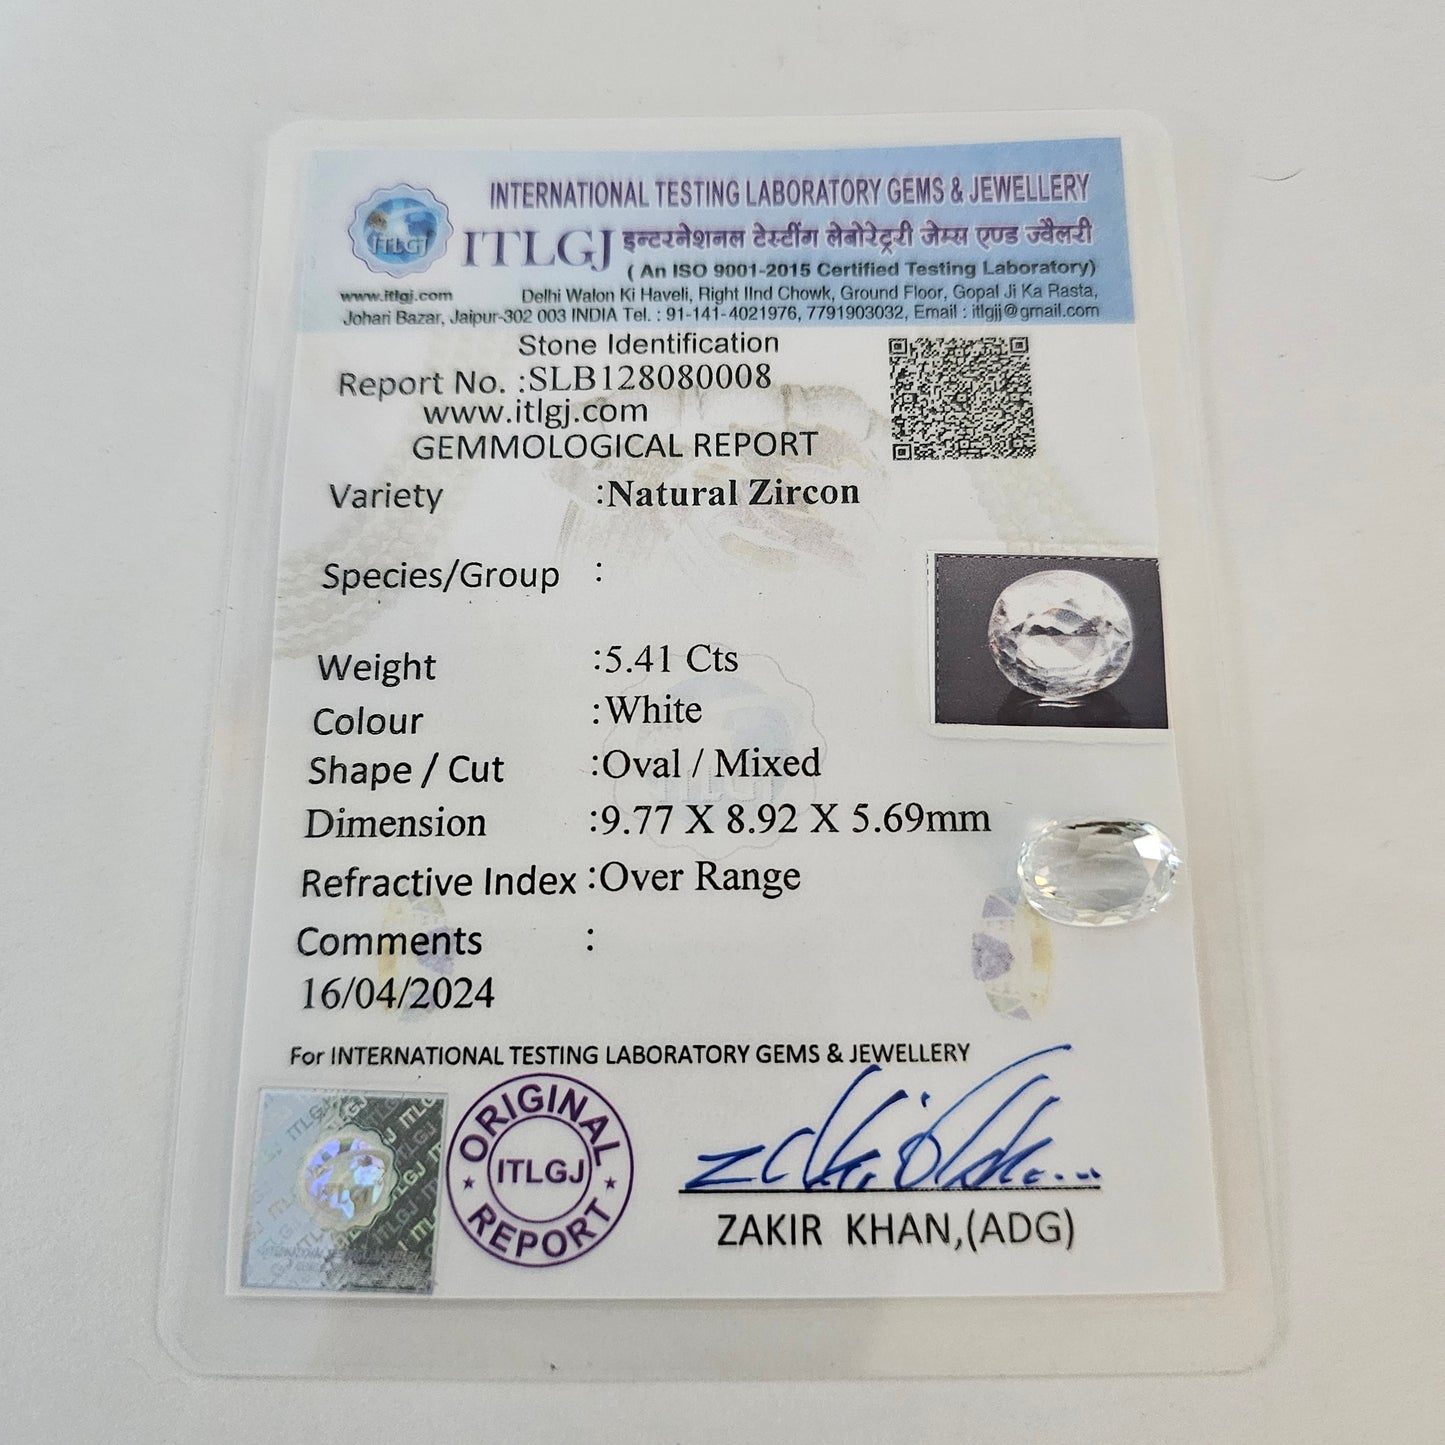 INTERNATIONAL TESTING LABORATORY GEMS & JEWELLERY
ITLGJ
ITLGJ इन्टरनेशनल टेस्टींग लेबोरेट्ररी जेम्स एण्ड ज्वैलरी
( An ISO 9001-2015 Certified Testing Laboratory)
www.itlgj.com Delhi Walon Ki Haveli, Right IInd Chowk, Ground Floor, Gopal Ji Ka Rasta,
Johari Bazar, Jaipur-302 003 INDIA Tel. : 91-141-4021976, 7791903032, Email : itlgjj@gmail.com
Stone Identification
Report No. :SLB128080008
www.itlgj.com
GEMMOLOGICAL REPORT
Variety :Natural Zircon
Species/Group :
Weight :5.41 Cts
Colour :White
Shape / Cut :Oval / Mixed
Dimension :9.77 X 8.92 X 5.69mm
Refractive Index :Over Range
Comments :
16/04/2024
For INTERNATIONAL TESTING LABORATORY GEMS & JEWELLERY
ORIGINAL
ITLGJ
REPORT
ZAKIR KHAN,(ADG)